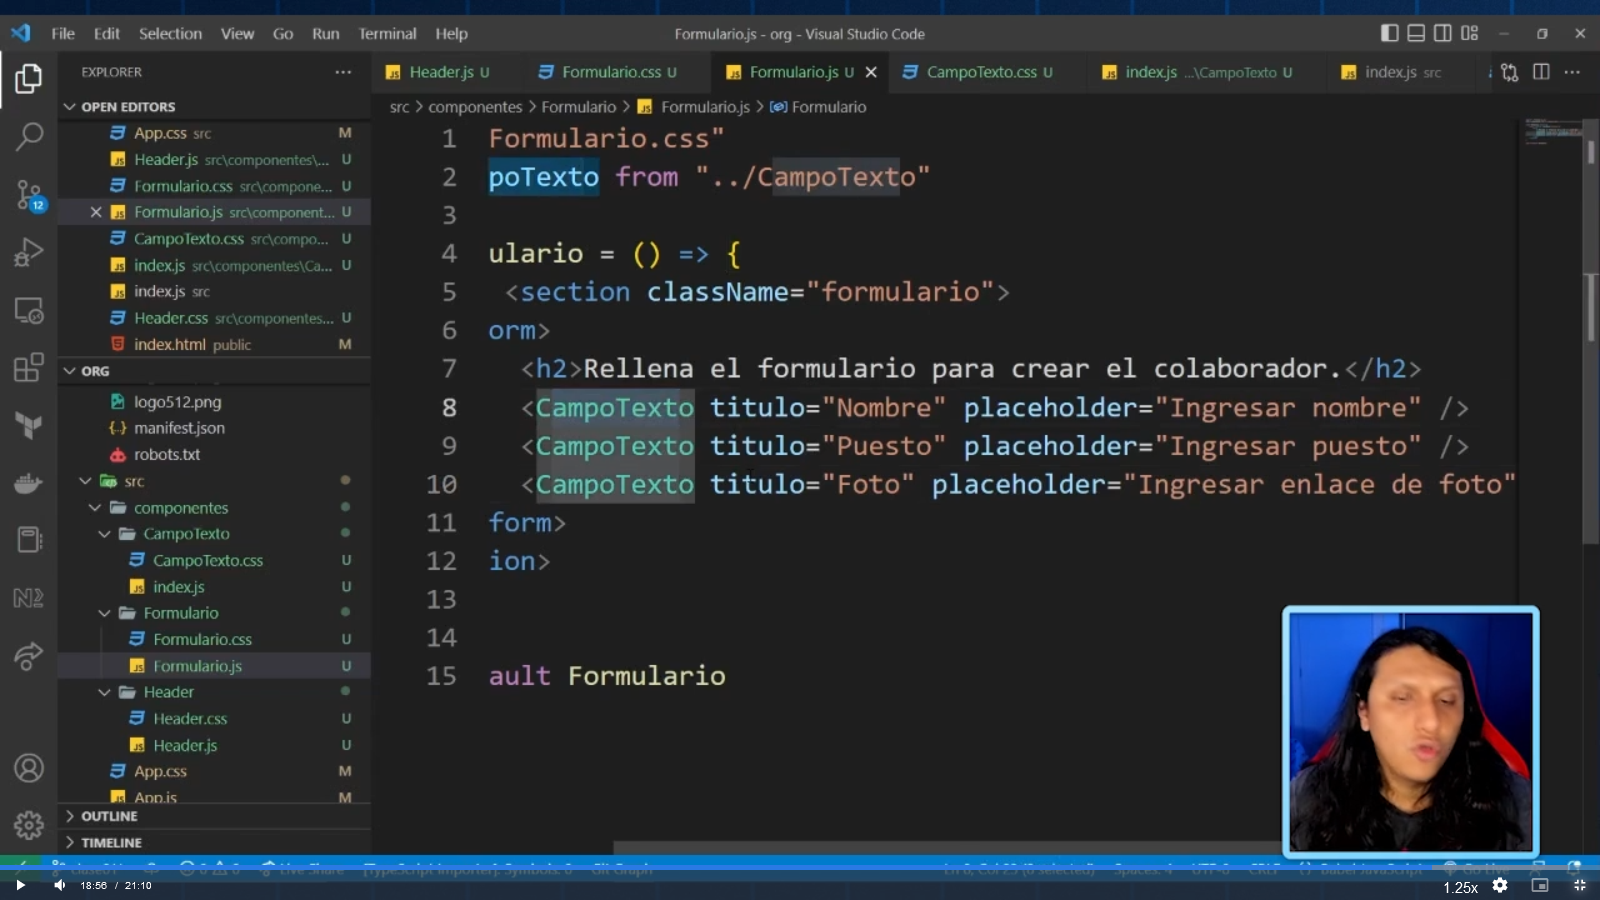 File Edit Selection View Go Run Terminal Help
Formulario.js - org - Visual Studio Code
EXPLORER
OPEN EDITORS
App.css src M
Header.js src\componentes\... U
Formulario.css src\compone... U
Formulario.js src\component... U
CampoTexto.css src\compo... U
index.js src\componentes\Ca... U
index.js src
Header.css src\componentes... U
index.html public M
ORG
logo512.png
manifest.json
robots.txt
src
componentes
CampoTexto
CampoTexto.css U
index.js U
Formulario
Formulario.css U
Formulario.js U
Header
Header.css U
Header.js U
App.css M
App.js M
OUTLINE
TIMELINE
12
Header.js U Formulario.css U Formulario.js U CampoTexto.css U index.js ...\CampoTexto U index.js src
src > componentes > Formulario > Formulario.js > Formulario
1 Formulario.css"
2 poTexto from "../CampoTexto"
3
4 ulario = () => {
5 <section className="formulario">
6 orm>
7 <h2>Rellena el formulario para crear el colaborador.</h2>
8 <CampoTexto titulo="Nombre" placeholder="Ingresar nombre" />
9 <CampoTexto titulo="Puesto" placeholder="Ingresar puesto" />
10 <CampoTexto titulo="Foto" placeholder="Ingresar enlace de foto"
11 form>
12 ion>
13
14
15 ault Formulario
18:56 / 21:10
1.25x